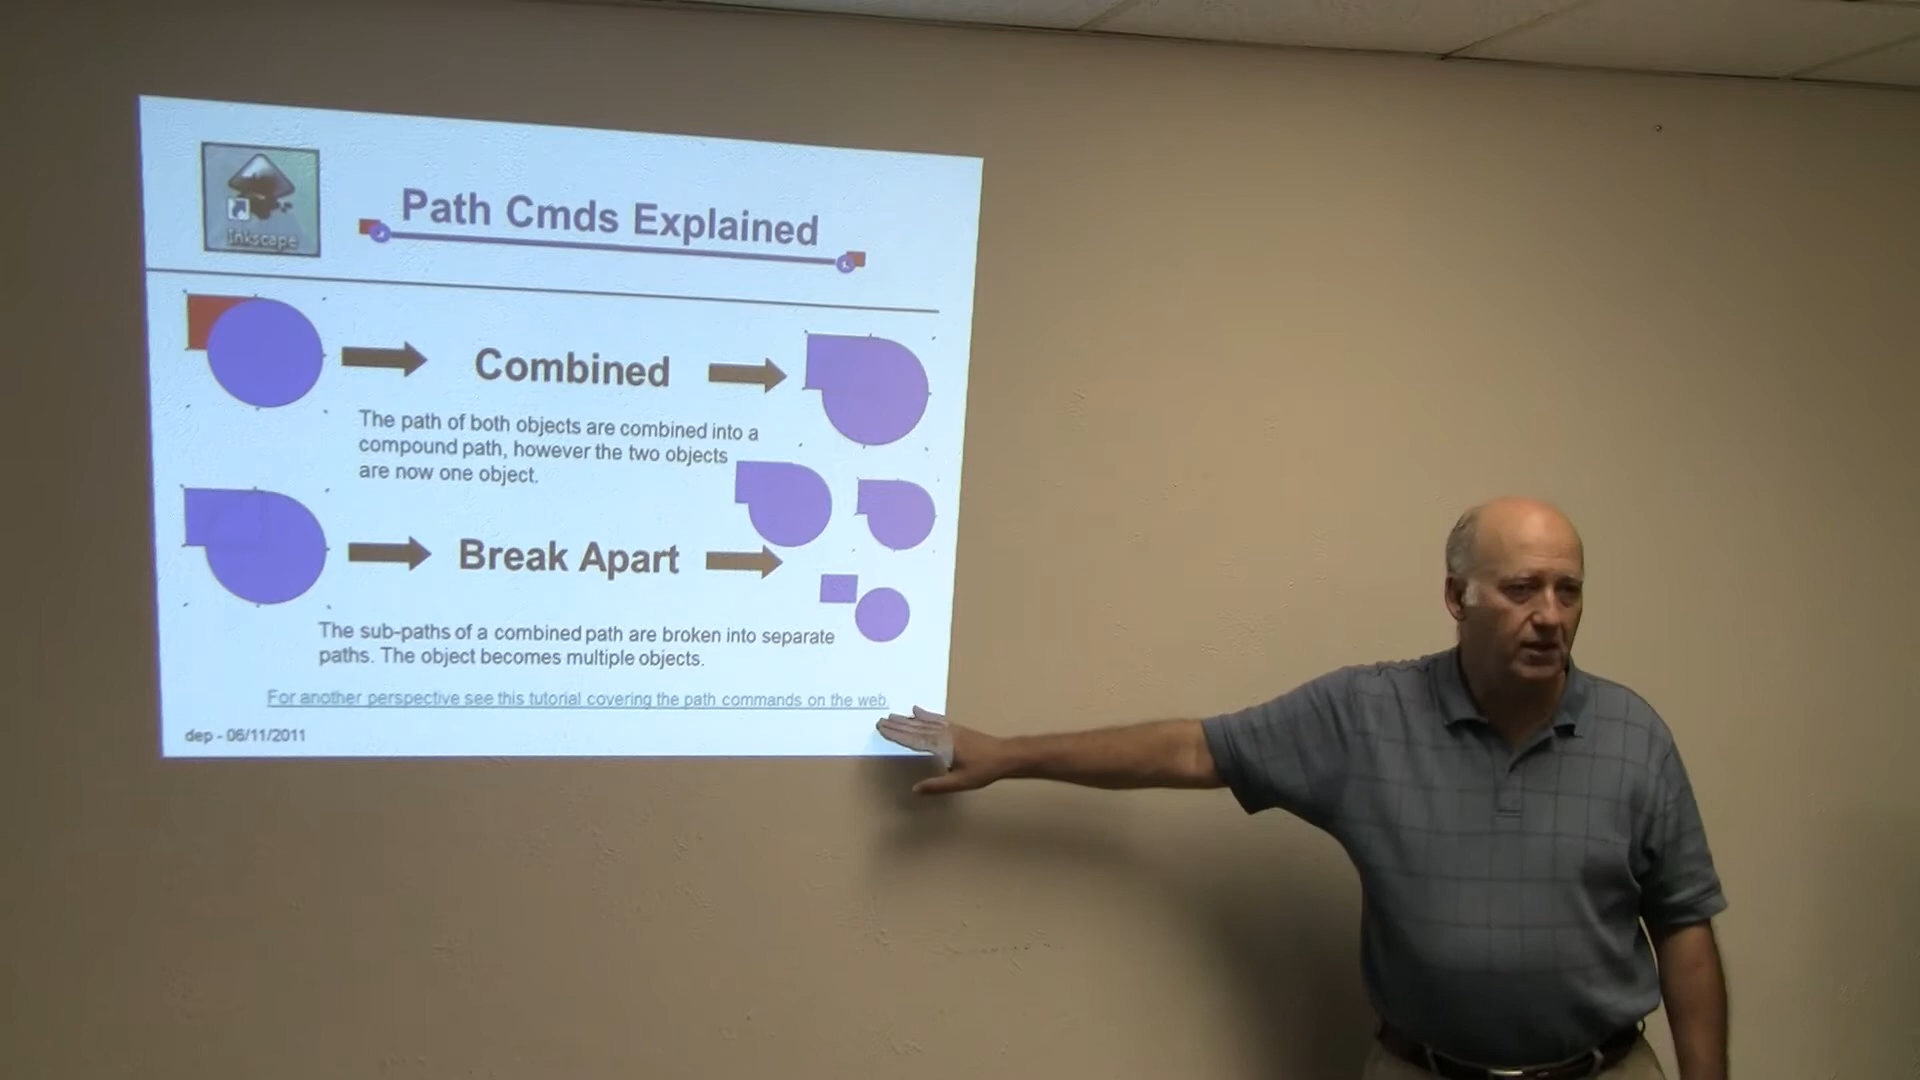 Inkscape
Path Cmds Explained
Combined
The path of both objects are combined into a
compound path, however the two objects
are now one object.
Break Apart
The sub-paths of a combined path are broken into separate
paths. The object becomes multiple objects.
For another perspective see this tutorial covering the path commands on the web.
dep - 06/11/2011